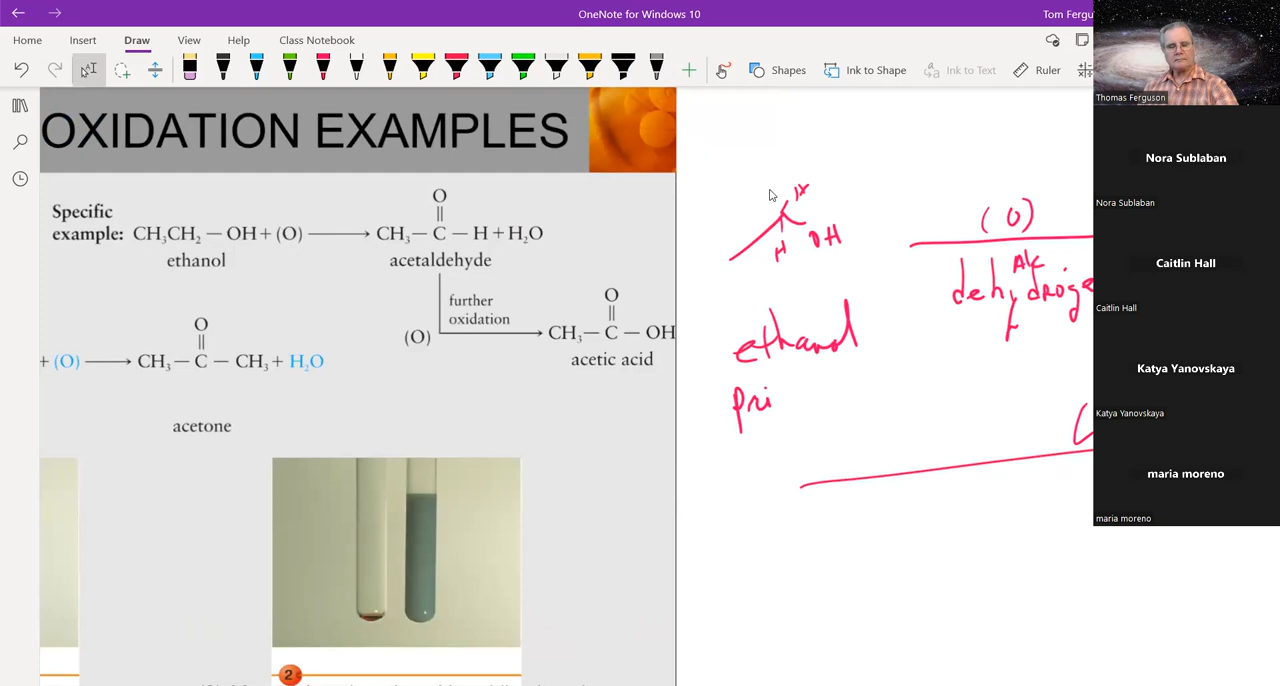 OneNote for Windows 10
Tom Fergu
Home Insert Draw View Help Class Notebook
Shapes Ink to Shape Ink to Text Ruler
OXIDATION EXAMPLES
Specific
example: CH₃CH₂ — OH + (O) ⟶ CH₃ — C — H + H₂O
O
||
ethanol
acetaldehyde
further
oxidation
(O)
O
||
CH₃ — C — OH
acetic acid
O
||
+ (O) ⟶ CH₃ — C — CH₃ + H₂O
acetone
2
H
OH
(O)
Alc
dehydroge
ethanol
pri
Thomas Ferguson
Nora Sublaban
Nora Sublaban
Caitlin Hall
Caitlin Hall
Katya Yanovskaya
Katya Yanovskaya
maria moreno
maria moreno